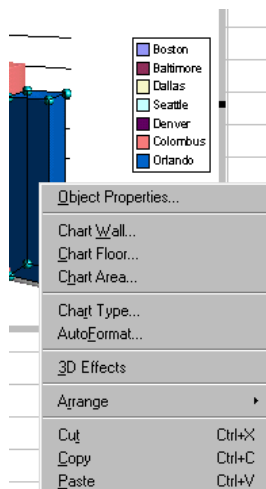 Boston
Baltimore
Dallas
Seattle
Denver
Colombus
Orlando
Object Properties...
Chart Wall...
Chart Floor...
Chart Area...
Chart Type...
AutoFormat...
3D Effects
Arrange
Cut Ctrl+X
Copy Ctrl+C
Paste Ctrl+V